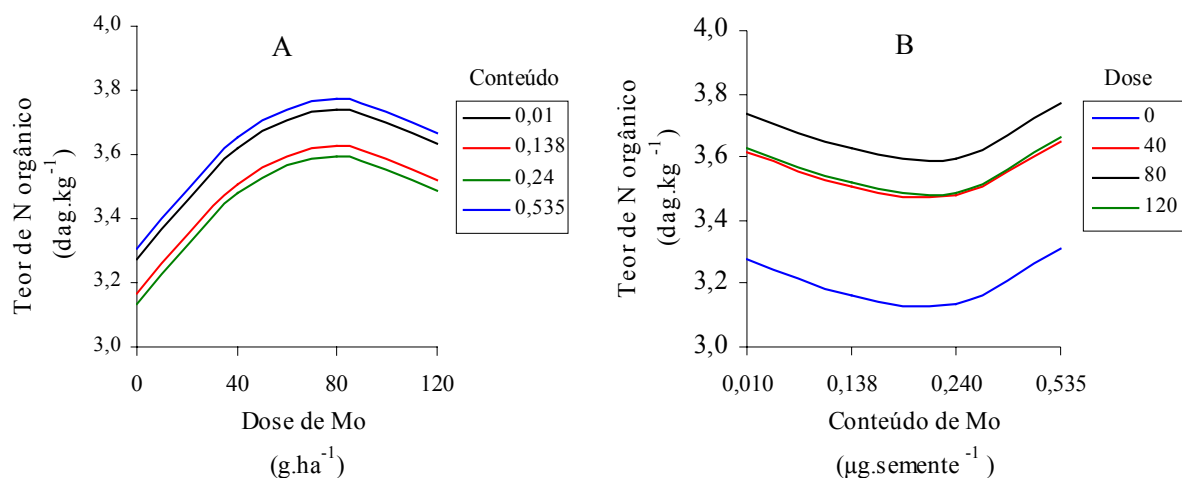 A
4,0
3,8
3,6
3,4
3,2
3,0
0
40
80
120
Teor de N orgânico
(dag.kg⁻¹)
Dose de Mo
(g.ha⁻¹)
Conteúdo
0,01
0,138
0,24
0,535
B
4,0
3,8
3,6
3,4
3,2
3,0
0,010
0,138
0,240
0,535
Teor de N orgânico
(dag.kg⁻¹)
Conteúdo de Mo
(µg.semente⁻¹)
Dose
0
40
80
120